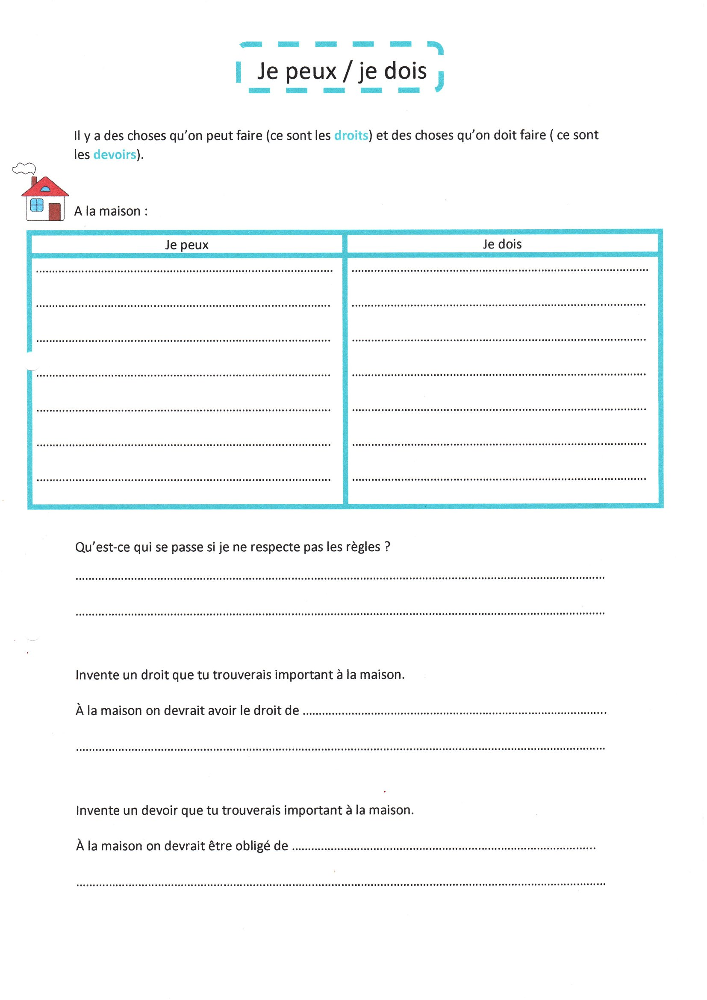 Je peux / je dois
Il y a des choses qu’on peut faire (ce sont les droits) et des choses qu’on doit faire ( ce sont
les devoirs).
A la maison :
Je peux
Je dois
Qu’est-ce qui se passe si je ne respecte pas les règles ?
Invente un droit que tu trouverais important à la maison.
À la maison on devrait avoir le droit de ................................................................
Invente un devoir que tu trouverais important à la maison.
À la maison on devrait être obligé de ................................................................